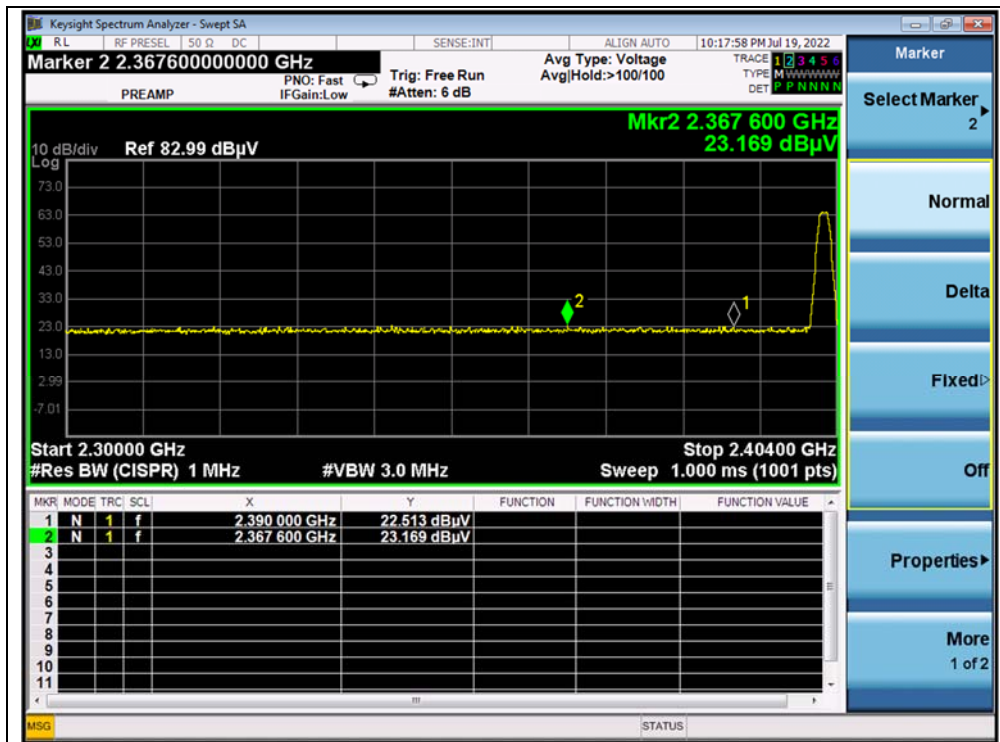 Keysight Spectrum Analyzer - Swept SA
LXI RL RF PRESEL 50 Ω DC SENSE:INT ALIGN AUTO 10:17:58 PM Jul 19, 2022
Marker 2 2.367600000000 GHz
PREAMP
PNO: Fast
IFGain:Low
Trig: Free Run
#Atten: 6 dB
Avg Type: Voltage
Avg|Hold:>100/100
TRACE 1 2 3 4 5 6
TYPE M W W W W W
DET P P N N N N
Mkr2 2.367 600 GHz
23.169 dBµV
10 dB/div Ref 82.99 dBµV
Log
73.0
63.0
53.0
43.0
33.0
23.0
13.0
2.99
-7.01
2
1
Start 2.30000 GHz Stop 2.40400 GHz
#Res BW (CISPR) 1 MHz #VBW 3.0 MHz Sweep 1.000 ms (1001 pts)
MKR MODE TRC SCL X Y FUNCTION FUNCTION WIDTH FUNCTION VALUE
1 N 1 f 2.390 000 GHz 22.513 dBµV
2 N 1 f 2.367 600 GHz 23.169 dBµV
3
4
5
6
7
8
9
10
11
MSG STATUS
Marker
Select Marker
2
Normal
Delta
Fixed
Off
Properties
More
1 of 2